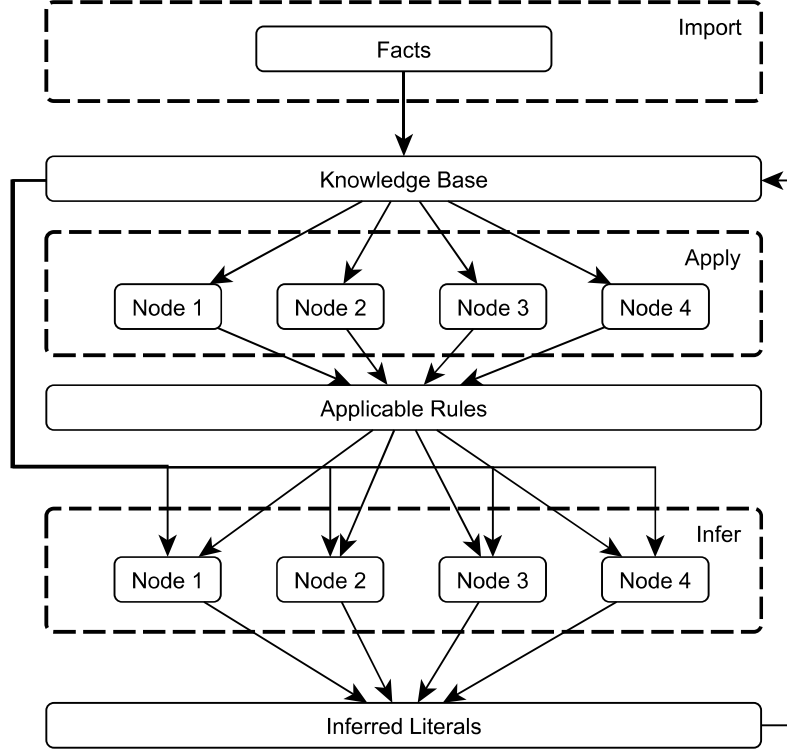 Import
Facts
Knowledge Base
Apply
Node 1
Node 2
Node 3
Node 4
Applicable Rules
Infer
Node 1
Node 2
Node 3
Node 4
Inferred Literals